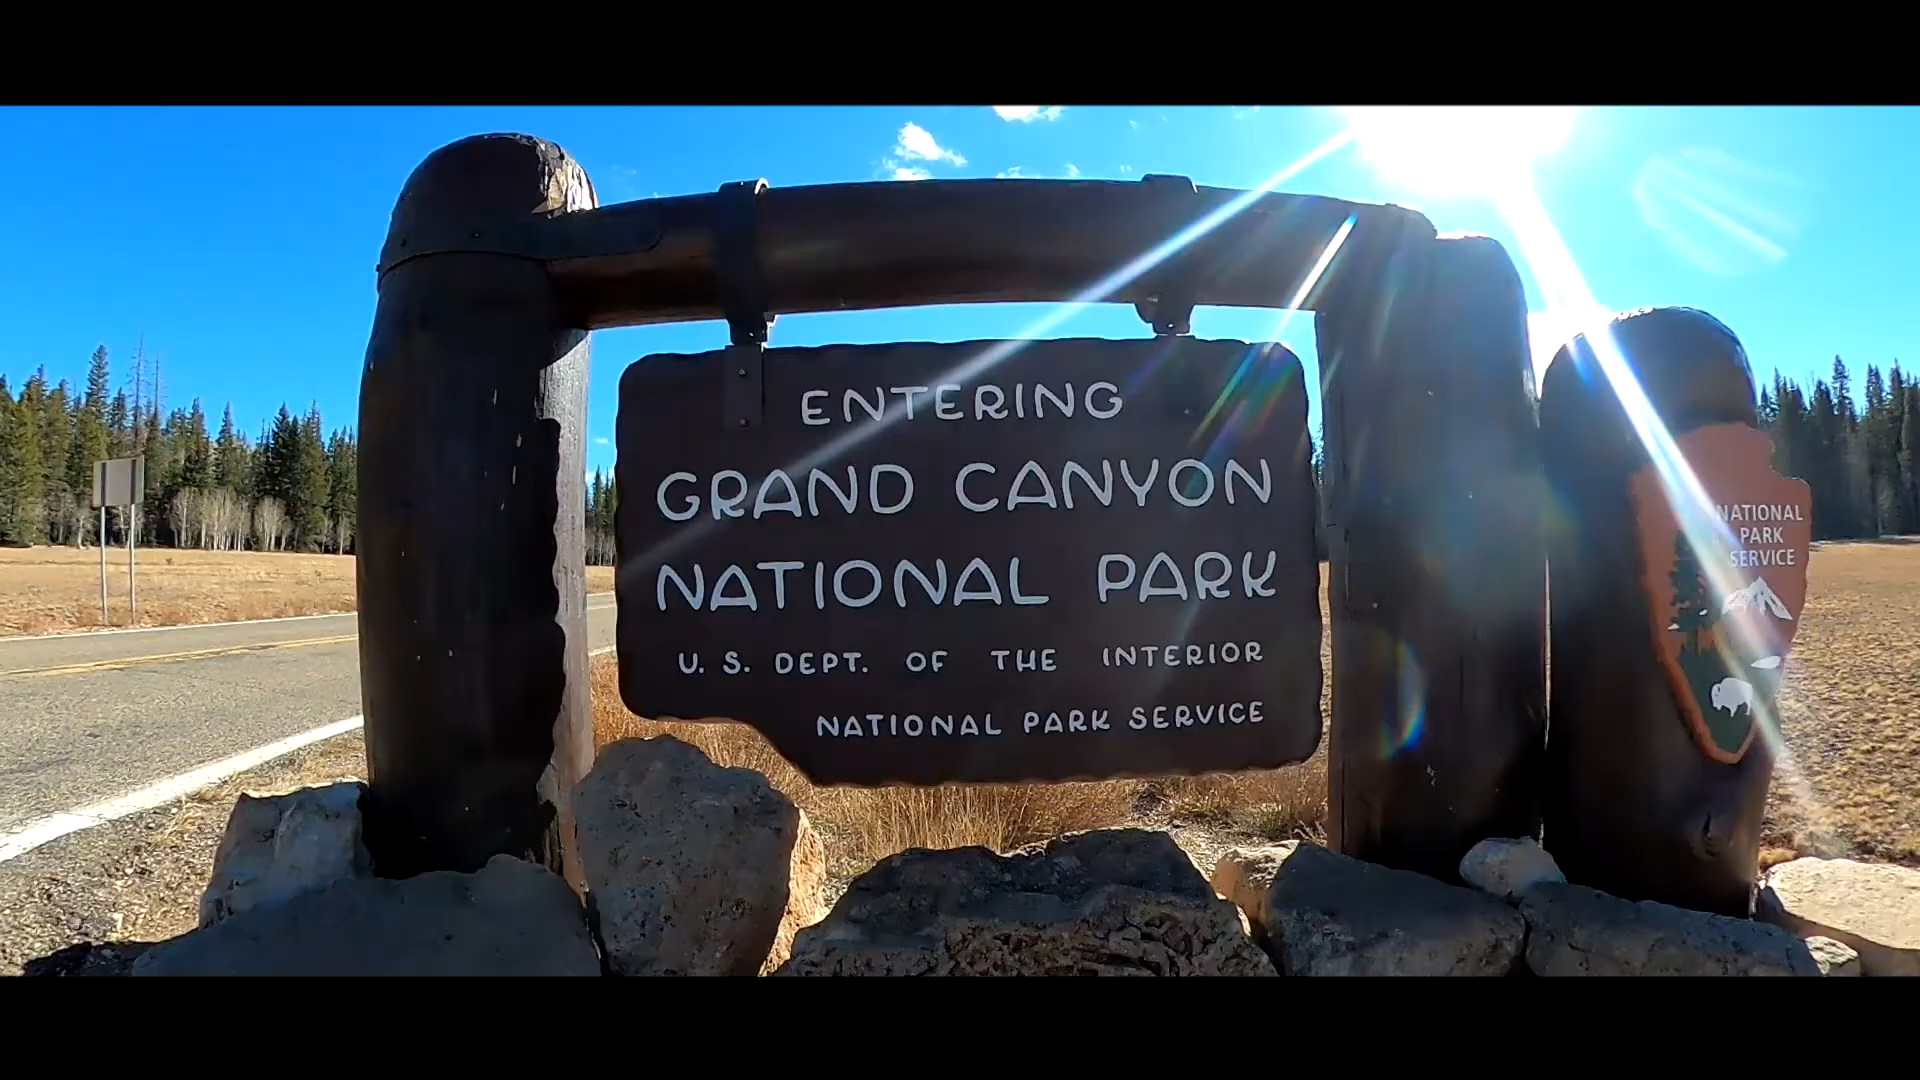 ENTERING
GRAND CANYON
NATIONAL PARK
U. S. DEPT. OF THE INTERIOR
NATIONAL PARK SERVICE
NATIONAL
PARK
SERVICE